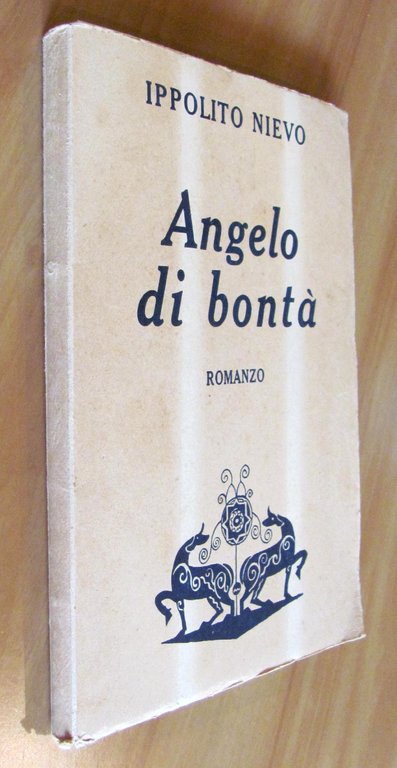 IPPOLITO NIEVO
Angelo
di bontà
ROMANZO